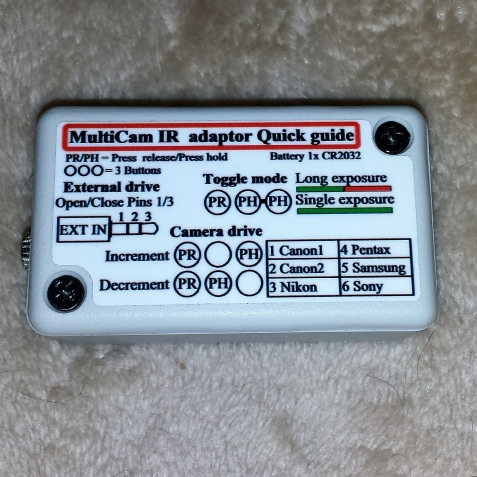 MultiCam IR adaptor Quick guide
PR/PH = Press release/Press hold
Battery 1x CR2032
= 3 Buttons
External drive
Open/Close Pins 1/3
1 2 3
EXT IN
Toggle mode
PR PH PH
Long exposure
Single exposure
Camera drive
Increment PR PH
Decrement PR PH
1 Canon1
4 Pentax
2 Canon2
5 Samsung
3 Nikon
6 Sony